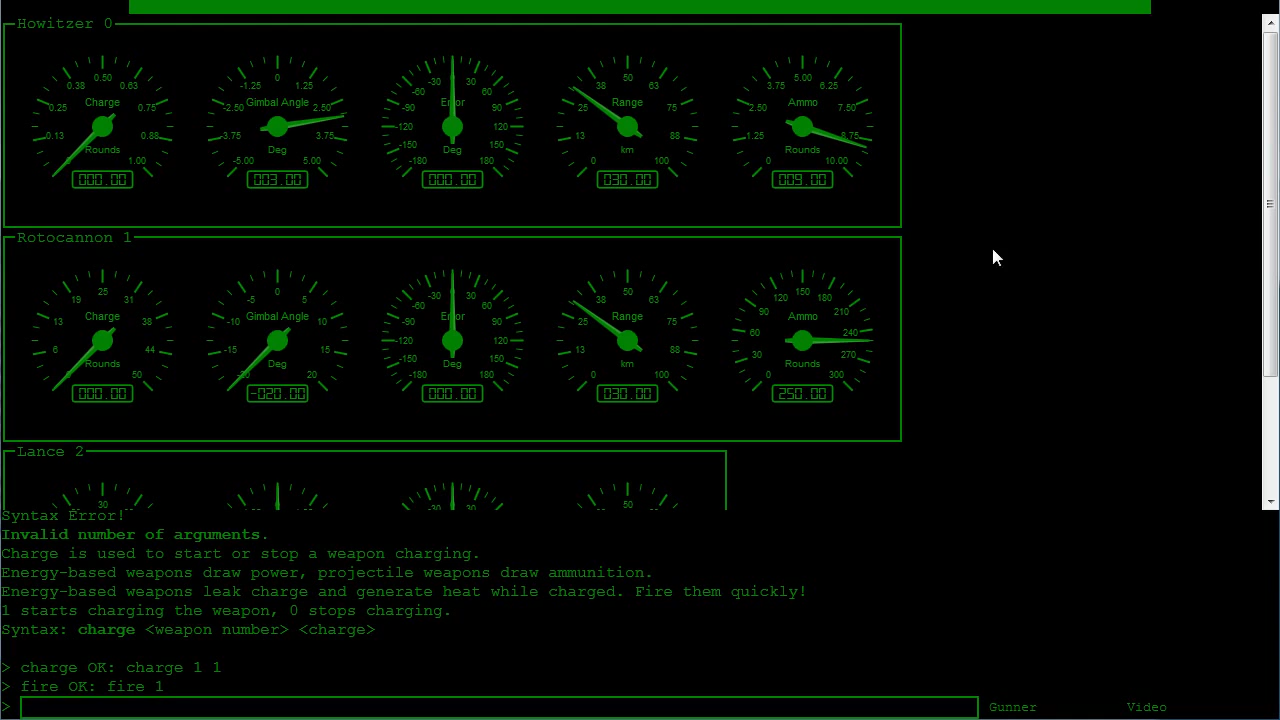 Howitzer 0
0 0.13 0.25 0.38 0.50 0.63 0.75 0.88 1.00
Charge
Rounds
000.00
-5.00 -3.75 -2.50 -1.25 0 1.25 2.50 3.75 5.00
Gimbal Angle
Deg
003.00
-180 -150 -120 -90 -60 -30 30 60 90 120 150 180
Error
Deg
000.00
0 13 25 38 50 63 75 88 100
Range
km
030.00
0 1.25 2.50 3.75 5.00 6.25 7.50 8.75 10.00
Ammo
Rounds
009.00
Rotocannon 1
6 13 19 25 31 38 44 50
Charge
Rounds
000.00
-20 -15 -10 -5 0 5 10 15 20
Gimbal Angle
Deg
-020.00
-180 -150 -120 -90 -60 -30 30 60 90 120 150 180
Error
Deg
000.00
0 13 25 38 50 63 75 88 100
Range
km
030.00
0 30 60 90 120 150 180 210 240 270 300
Ammo
Rounds
250.00
Lance 2
30
-30 30
50
Syntax Error!
Invalid number of arguments.
Charge is used to start or stop a weapon charging.
Energy-based weapons draw power, projectile weapons draw ammunition.
Energy-based weapons leak charge and generate heat while charged. Fire them quickly!
1 starts charging the weapon, 0 stops charging.
Syntax: charge <weapon number> <charge>
> charge OK: charge 1 1
> fire OK: fire 1
>
Gunner
Video